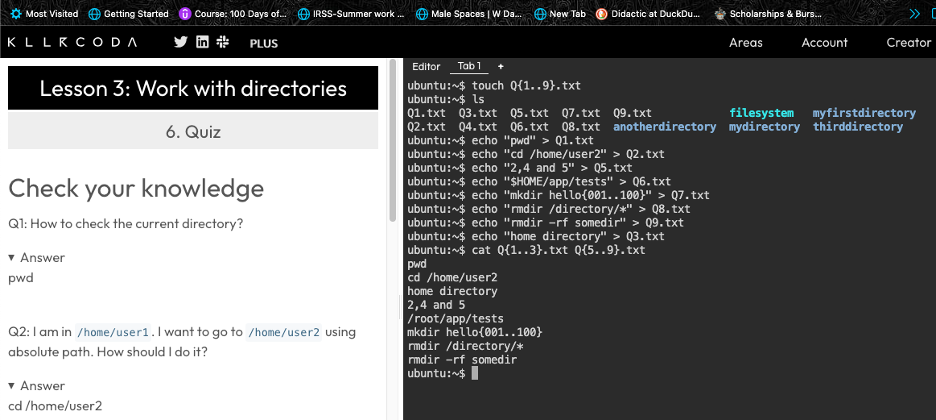 Most Visited Getting Started Course: 100 Days of... IRSS-Summer work ... Male Spaces | W Da... New Tab Didactic at DuckDu... Scholarships & Burs...
KLLRCODA PLUS Areas Account Creator
Lesson 3: Work with directories
6. Quiz
Check your knowledge
Q1: How to check the current directory?
▼ Answer
pwd
Q2: I am in /home/user1. I want to go to /home/user2 using
absolute path. How should I do it?
▼ Answer
cd /home/user2
Editor Tab 1 +
ubuntu:~$ touch Q{1..9}.txt
ubuntu:~$ ls
Q1.txt Q3.txt Q5.txt Q7.txt Q9.txt filesystem myfirstdirectory
Q2.txt Q4.txt Q6.txt Q8.txt anotherdirectory mydirectory thirddirectory
ubuntu:~$ echo "pwd" > Q1.txt
ubuntu:~$ echo "cd /home/user2" > Q2.txt
ubuntu:~$ echo "2,4 and 5" > Q5.txt
ubuntu:~$ echo "$HOME/app/tests" > Q6.txt
ubuntu:~$ echo "mkdir hello{001..100}" > Q7.txt
ubuntu:~$ echo "rmdir /directory/*" > Q8.txt
ubuntu:~$ echo "rmdir -rf somedir" > Q9.txt
ubuntu:~$ echo "home directory" > Q3.txt
ubuntu:~$ cat Q{1..3}.txt Q{5..9}.txt
pwd
cd /home/user2
home directory
2,4 and 5
/root/app/tests
mkdir hello{001..100}
rmdir /directory/*
rmdir -rf somedir
ubuntu:~$